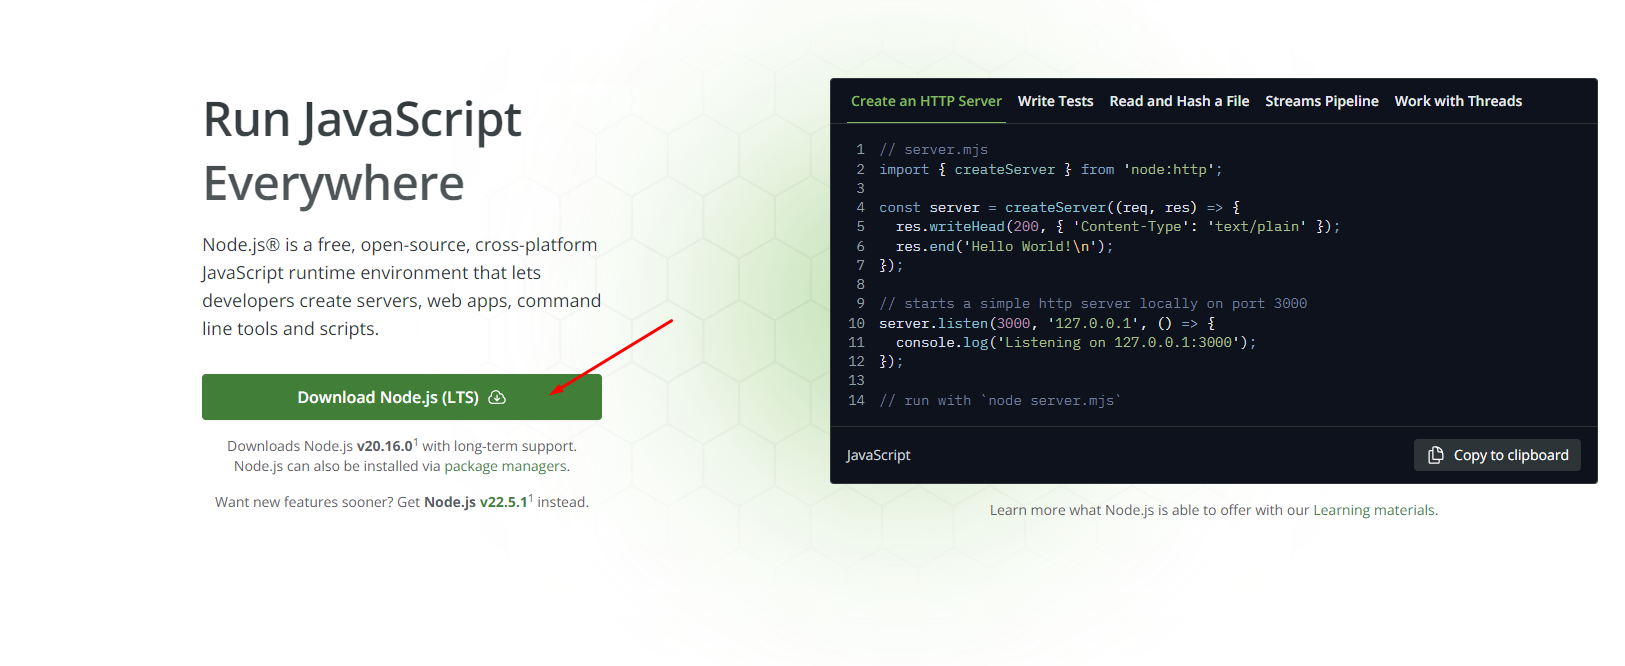 Run JavaScript
Everywhere
Node.js® is a free, open-source, cross-platform
JavaScript runtime environment that lets
developers create servers, web apps, command
line tools and scripts.
Download Node.js (LTS)
Downloads Node.js v20.16.0¹ with long-term support.
Node.js can also be installed via package managers.
Want new features sooner? Get Node.js v22.5.1¹ instead.
Create an HTTP Server Write Tests Read and Hash a File Streams Pipeline Work with Threads
1 // server.mjs
2 import { createServer } from 'node:http';
3
4 const server = createServer((req, res) => {
5   res.writeHead(200, { 'Content-Type': 'text/plain' });
6   res.end('Hello World!\n');
7 });
8
9 // starts a simple http server locally on port 3000
10 server.listen(3000, '127.0.0.1', () => {
11   console.log('Listening on 127.0.0.1:3000');
12 });
13
14 // run with `node server.mjs`
JavaScript Copy to clipboard
Learn more what Node.js is able to offer with our Learning materials.